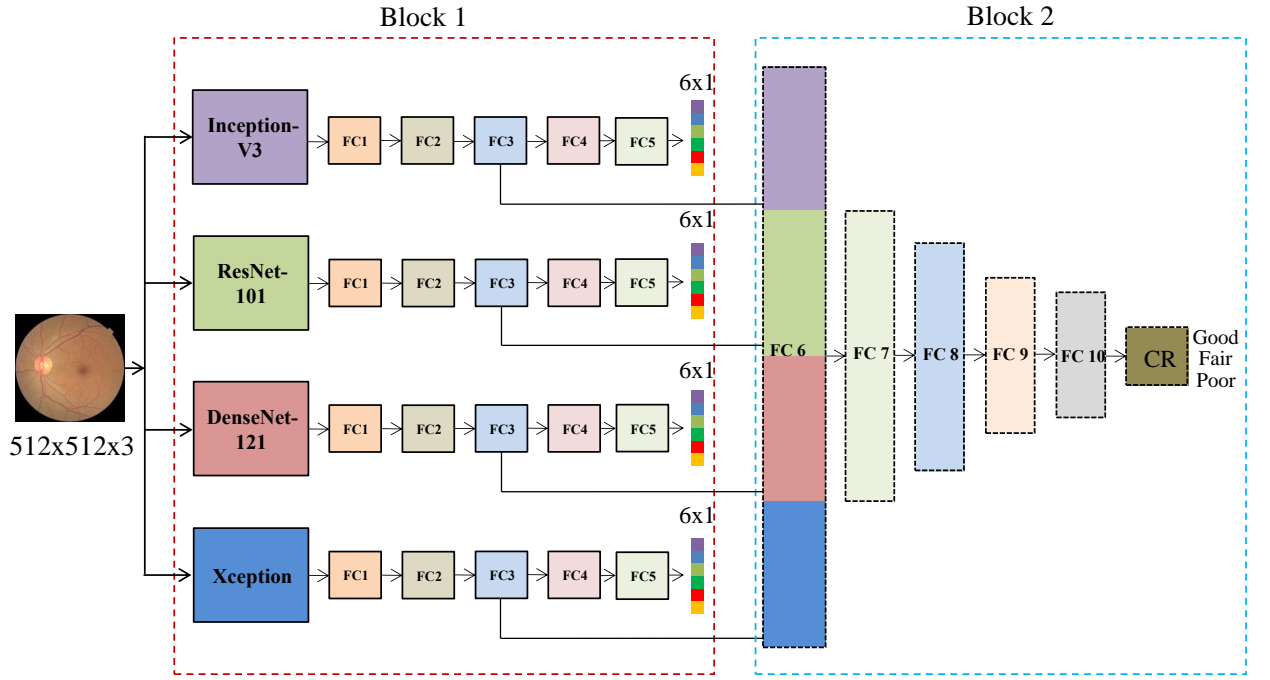 Block 1
Block 2
6x1
Inception-
V3
FC1
FC2
FC3
FC4
FC5
6x1
ResNet-
101
FC1
FC2
FC3
FC4
FC5
512x512x3
6x1
DenseNet-
121
FC1
FC2
FC3
FC4
FC5
6x1
Xception
FC1
FC2
FC3
FC4
FC5
FC 6
FC 7
FC 8
FC 9
FC 10
CR
Good
Fair
Poor